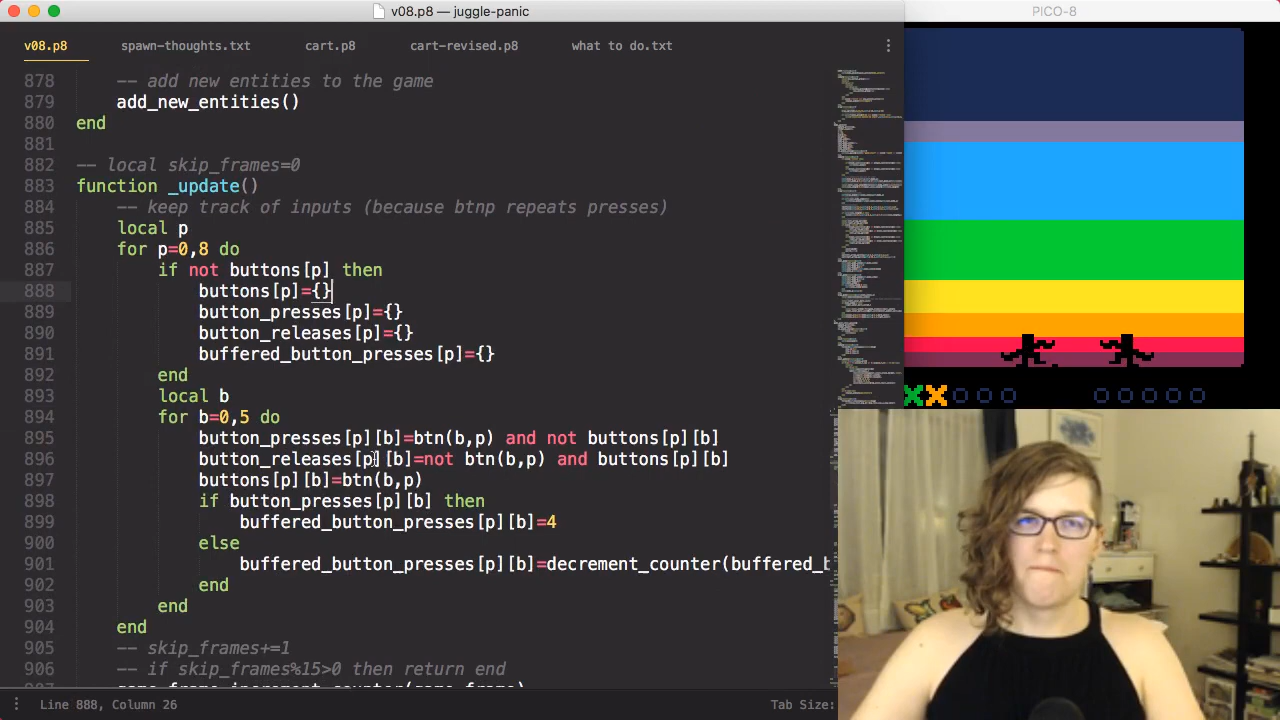 v08.p8 — juggle-panic
PICO-8
v08.p8 spawn-thoughts.txt cart.p8 cart-revised.p8 what to do.txt
878 -- add new entities to the game
879 add_new_entities()
880 end
881
882 -- local skip_frames=0
883 function _update()
884 -- keep track of inputs (because btnp repeats presses)
885 local p
886 for p=0,8 do
887 if not buttons[p] then
888 buttons[p]={}
889 button_presses[p]={}
890 button_releases[p]={}
891 buffered_button_presses[p]={}
892 end
893 local b
894 for b=0,5 do
895 button_presses[p][b]=btn(b,p) and not buttons[p][b]
896 button_releases[p][b]=not btn(b,p) and buttons[p][b]
897 buttons[p][b]=btn(b,p)
898 if button_presses[p][b] then
899 buffered_button_presses[p][b]=4
900 else
901 buffered_button_presses[p][b]=decrement_counter(buffered_b
902 end
903 end
904 end
905 -- skip_frames+=1
906 -- if skip_frames%15>0 then return end
Line 888, Column 26
Tab Size: